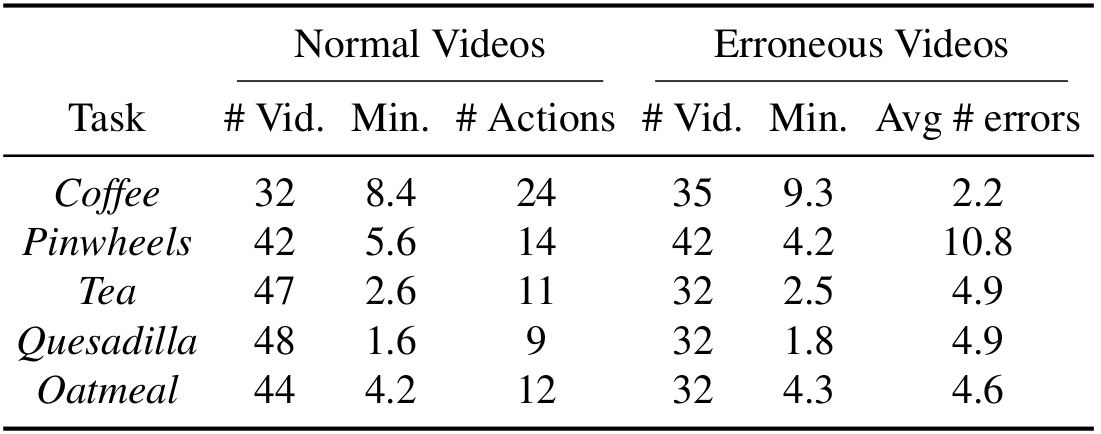 Normal Videos Erroneous Videos
Task # Vid. Min. # Actions # Vid. Min. Avg # errors
Coffee 32 8.4 24 35 9.3 2.2
Pinwheels 42 5.6 14 42 4.2 10.8
Tea 47 2.6 11 32 2.5 4.9
Quesadilla 48 1.6 9 32 1.8 4.9
Oatmeal 44 4.2 12 32 4.3 4.6